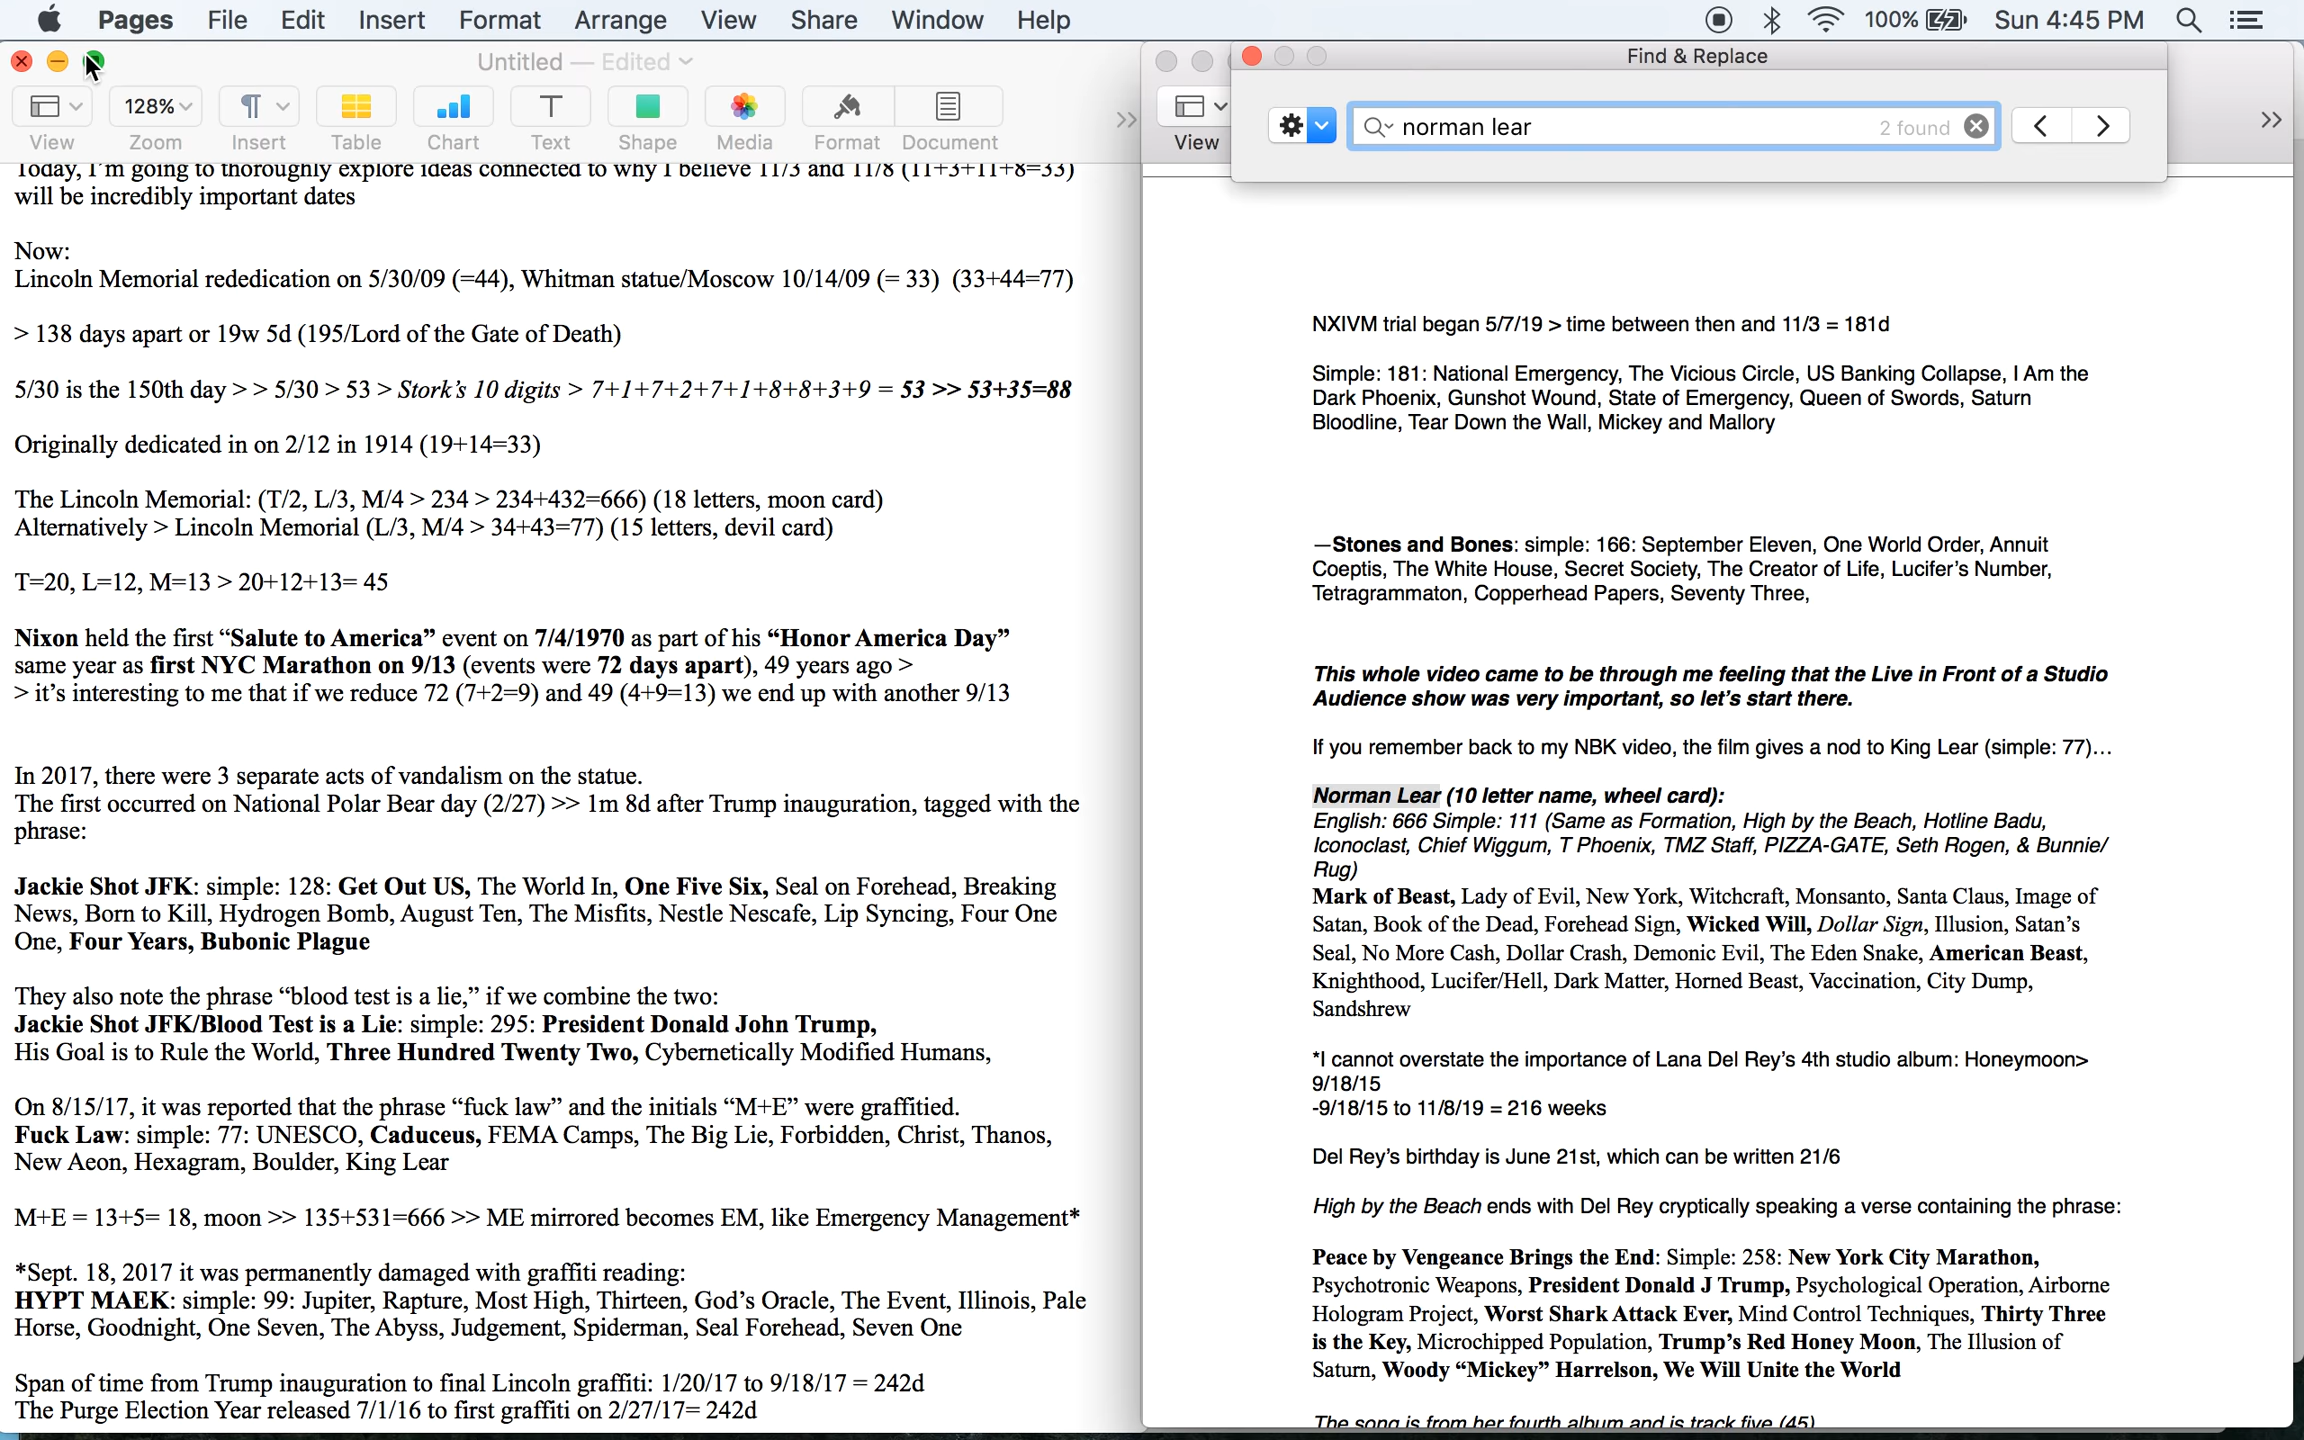 Pages File Edit Insert Format Arrange View Share Window Help 100% Sun 4:45 PM
Untitled — Edited
128%
View Zoom Insert Table Chart Text Shape Media Format Document
Today, I'm going to thoroughly explore ideas connected to why I believe 11/3 and 11/8 (11+3+11+8=33)
will be incredibly important dates
Now:
Lincoln Memorial rededication on 5/30/09 (=44), Whitman statue/Moscow 10/14/09 (= 33) (33+44=77)
> 138 days apart or 19w 5d (195/Lord of the Gate of Death)
5/30 is the 150th day > > 5/30 > 53 > Stork's 10 digits > 7+1+7+2+7+1+8+8+3+9 = 53 >> 53+35=88
Originally dedicated in on 2/12 in 1914 (19+14=33)
The Lincoln Memorial: (T/2, L/3, M/4 > 234 > 234+432=666) (18 letters, moon card)
Alternatively > Lincoln Memorial (L/3, M/4 > 34+43=77) (15 letters, devil card)
T=20, L=12, M=13 > 20+12+13= 45
Nixon held the first “Salute to America” event on 7/4/1970 as part of his “Honor America Day”
same year as first NYC Marathon on 9/13 (events were 72 days apart), 49 years ago >
> it's interesting to me that if we reduce 72 (7+2=9) and 49 (4+9=13) we end up with another 9/13
In 2017, there were 3 separate acts of vandalism on the statue.
The first occurred on National Polar Bear day (2/27) >> 1m 8d after Trump inauguration, tagged with the
phrase:
Jackie Shot JFK: simple: 128: Get Out US, The World In, One Five Six, Seal on Forehead, Breaking
News, Born to Kill, Hydrogen Bomb, August Ten, The Misfits, Nestle Nescafe, Lip Syncing, Four One
One, Four Years, Bubonic Plague
They also note the phrase “blood test is a lie,” if we combine the two:
Jackie Shot JFK/Blood Test is a Lie: simple: 295: President Donald John Trump,
His Goal is to Rule the World, Three Hundred Twenty Two, Cybernetically Modified Humans,
On 8/15/17, it was reported that the phrase “fuck law” and the initials “M+E” were graffitied.
Fuck Law: simple: 77: UNESCO, Caduceus, FEMA Camps, The Big Lie, Forbidden, Christ, Thanos,
New Aeon, Hexagram, Boulder, King Lear
M+E = 13+5= 18, moon >> 135+531=666 >> ME mirrored becomes EM, like Emergency Management*
*Sept. 18, 2017 it was permanently damaged with graffiti reading:
HYPT MAEK: simple: 99: Jupiter, Rapture, Most High, Thirteen, God's Oracle, The Event, Illinois, Pale
Horse, Goodnight, One Seven, The Abyss, Judgement, Spiderman, Seal Forehead, Seven One
Span of time from Trump inauguration to final Lincoln graffiti: 1/20/17 to 9/18/17 = 242d
The Purge Election Year released 7/1/16 to first graffiti on 2/27/17= 242d
Find & Replace
norman lear 2 found
View
NXIVM trial began 5/7/19 > time between then and 11/3 = 181d
Simple: 181: National Emergency, The Vicious Circle, US Banking Collapse, I Am the
Dark Phoenix, Gunshot Wound, State of Emergency, Queen of Swords, Saturn
Bloodline, Tear Down the Wall, Mickey and Mallory
—Stones and Bones: simple: 166: September Eleven, One World Order, Annuit
Coeptis, The White House, Secret Society, The Creator of Life, Lucifer's Number,
Tetragrammaton, Copperhead Papers, Seventy Three,
This whole video came to be through me feeling that the Live in Front of a Studio
Audience show was very important, so let's start there.
If you remember back to my NBK video, the film gives a nod to King Lear (simple: 77)…
Norman Lear (10 letter name, wheel card):
English: 666 Simple: 111 (Same as Formation, High by the Beach, Hotline Badu,
Iconoclast, Chief Wiggum, T Phoenix, TMZ Staff, PIZZA-GATE, Seth Rogen, & Bunnie/
Rug)
Mark of Beast, Lady of Evil, New York, Witchcraft, Monsanto, Santa Claus, Image of
Satan, Book of the Dead, Forehead Sign, Wicked Will, Dollar Sign, Illusion, Satan's
Seal, No More Cash, Dollar Crash, Demonic Evil, The Eden Snake, American Beast,
Knighthood, Lucifer/Hell, Dark Matter, Horned Beast, Vaccination, City Dump,
Sandshrew
*I cannot overstate the importance of Lana Del Rey's 4th studio album: Honeymoon>
9/18/15
-9/18/15 to 11/8/19 = 216 weeks
Del Rey's birthday is June 21st, which can be written 21/6
High by the Beach ends with Del Rey cryptically speaking a verse containing the phrase:
Peace by Vengeance Brings the End: Simple: 258: New York City Marathon,
Psychotronic Weapons, President Donald J Trump, Psychological Operation, Airborne
Hologram Project, Worst Shark Attack Ever, Mind Control Techniques, Thirty Three
is the Key, Microchipped Population, Trump's Red Honey Moon, The Illusion of
Saturn, Woody “Mickey” Harrelson, We Will Unite the World
The song is from her fourth album and is track five (45)